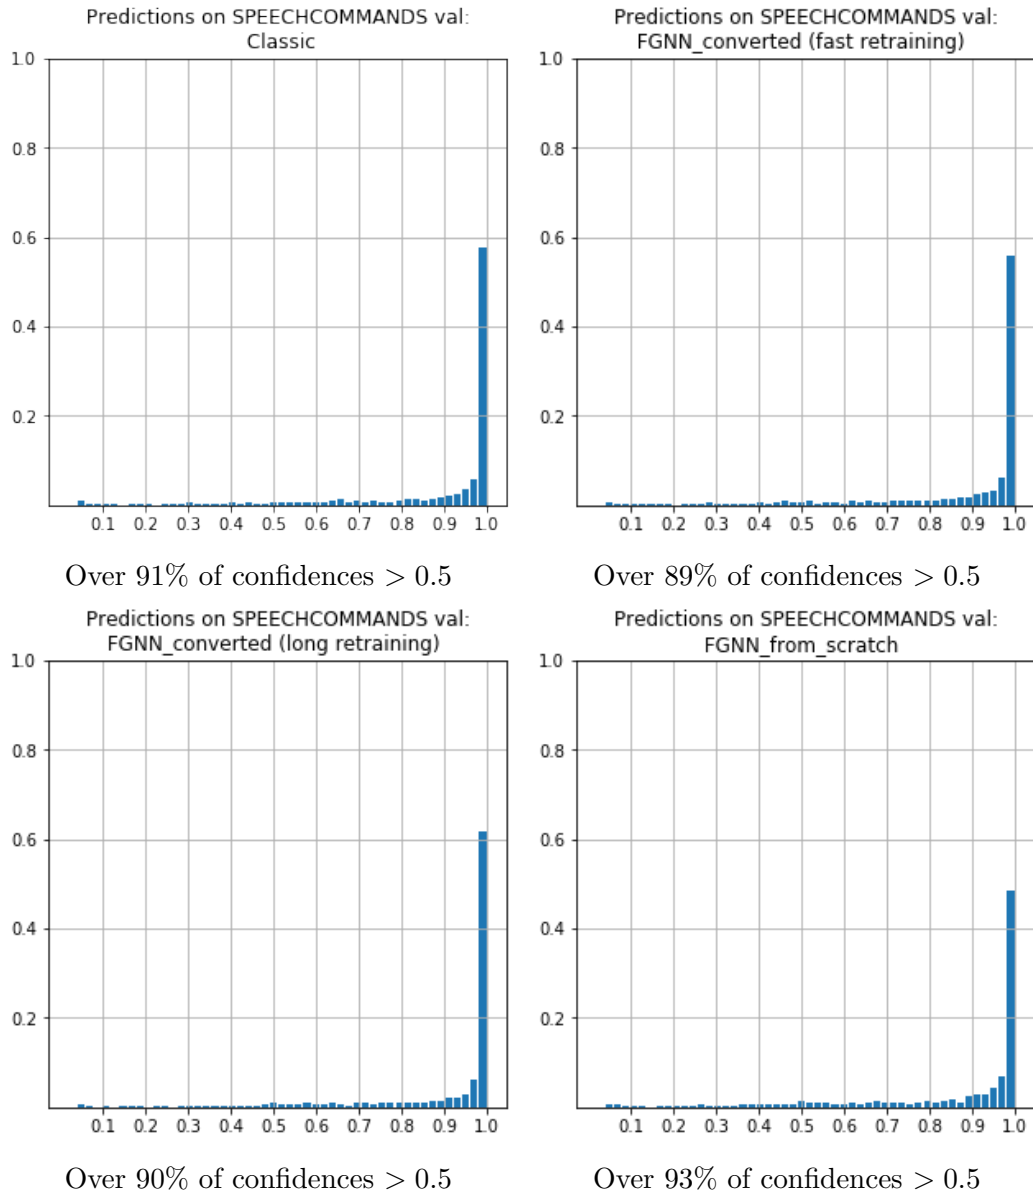 Predictions on SPEECHCOMMANDS val:
Classic
1.0
0.8
0.6
0.4
0.2
0.1 0.2 0.3 0.4 0.5 0.6 0.7 0.8 0.9 1.0
Over 91% of confidences > 0.5
Predictions on SPEECHCOMMANDS val:
FGNN_converted (fast retraining)
1.0
0.8
0.6
0.4
0.2
0.1 0.2 0.3 0.4 0.5 0.6 0.7 0.8 0.9 1.0
Over 89% of confidences > 0.5
Predictions on SPEECHCOMMANDS val:
FGNN_converted (long retraining)
1.0
0.8
0.6
0.4
0.2
0.1 0.2 0.3 0.4 0.5 0.6 0.7 0.8 0.9 1.0
Over 90% of confidences > 0.5
Predictions on SPEECHCOMMANDS val:
FGNN_from_scratch
1.0
0.8
0.6
0.4
0.2
0.1 0.2 0.3 0.4 0.5 0.6 0.7 0.8 0.9 1.0
Over 93% of confidences > 0.5